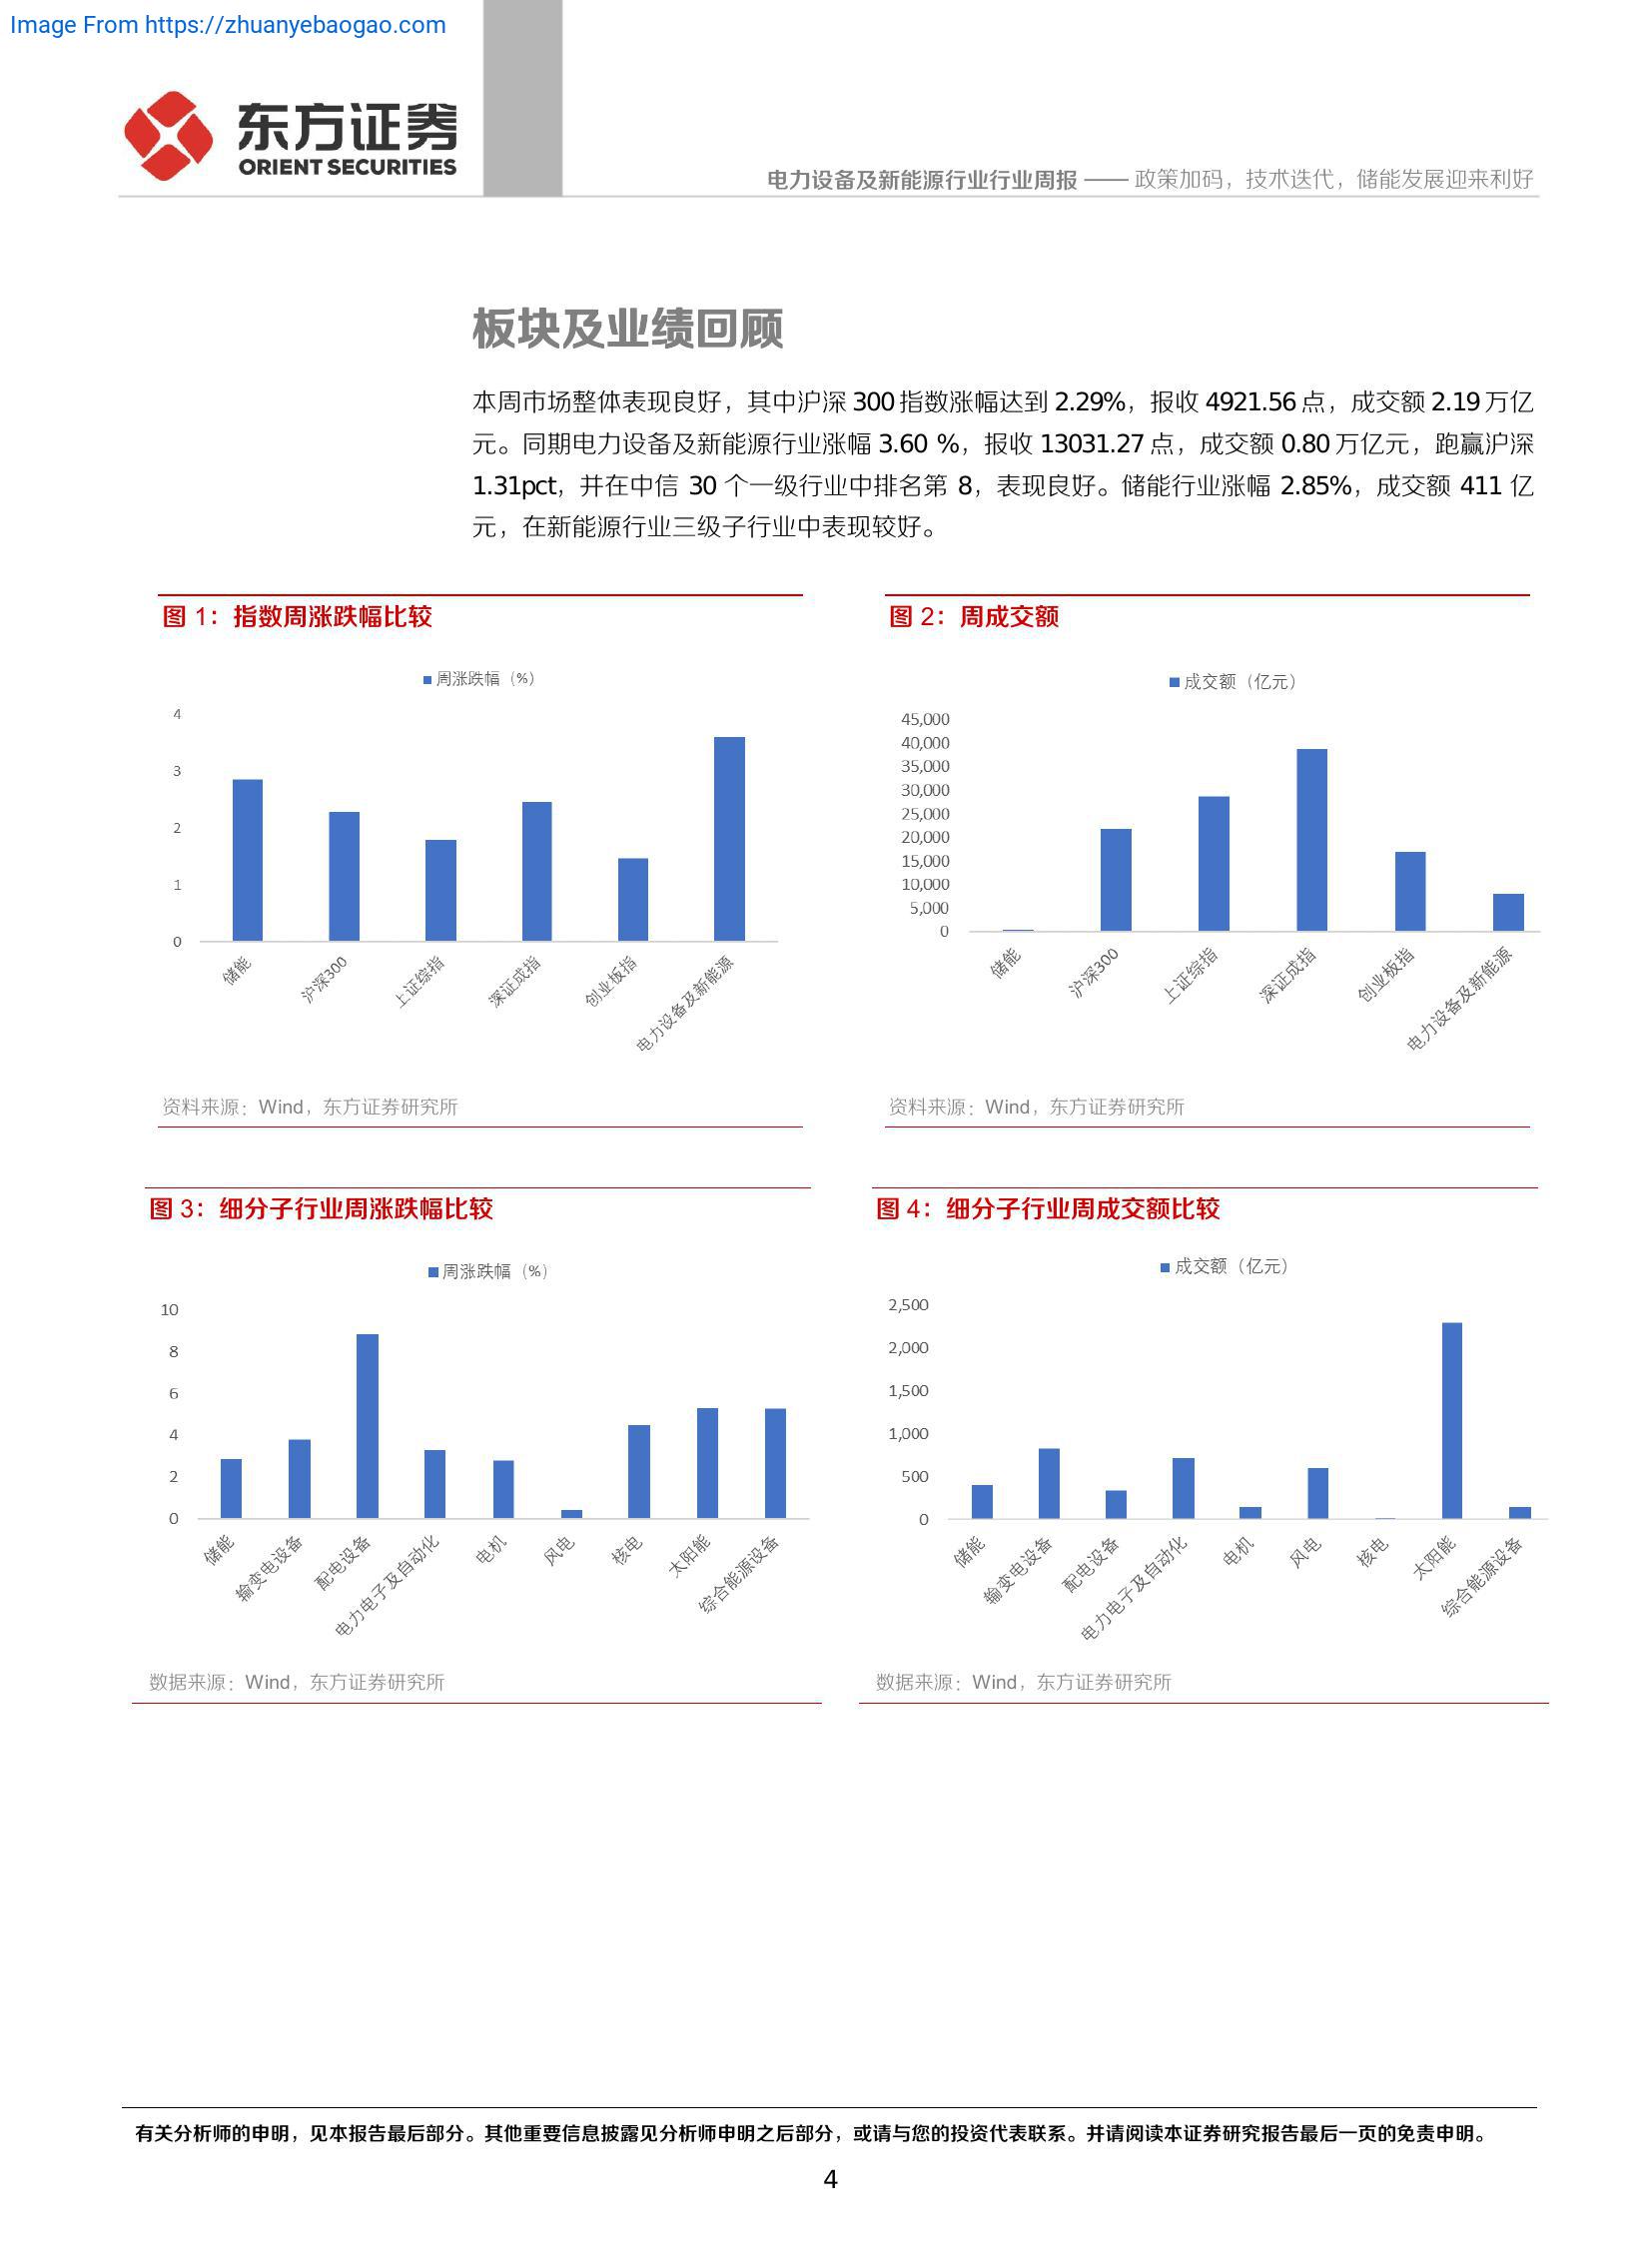 Image From https://zhuanyebaogao.com
东方证券
ORIENT SECURITIES
电力设备及新能源行业行业周报 —— 政策加码，技术迭代，储能发展迎来利好
板块及业绩回顾
本周市场整体表现良好，其中沪深 300 指数涨幅达到 2.29%，报收 4921.56 点，成交额 2.19 万亿
元。同期电力设备及新能源行业涨幅 3.60 %，报收 13031.27 点，成交额 0.80 万亿元，跑赢沪深
1.31pct，并在中信 30 个一级行业中排名第 8，表现良好。储能行业涨幅 2.85%，成交额 411 亿
元，在新能源行业三级子行业中表现较好。
图 1：指数周涨跌幅比较
周涨跌幅（%）
4
3
2
1
0
储能
沪深300
上证综指
深证成指
创业板指
电力设备及新能源
资料来源：Wind，东方证券研究所
图 2：周成交额
成交额（亿元）
45,000
40,000
35,000
30,000
25,000
20,000
15,000
10,000
5,000
0
储能
沪深300
上证综指
深证成指
创业板指
电力设备及新能源
资料来源：Wind，东方证券研究所
图 3：细分子行业周涨跌幅比较
周涨跌幅（%）
10
8
6
4
2
0
储能
输变电设备
配电设备
电力电子及自动化
电机
风电
核电
太阳能
综合能源设备
数据来源：Wind，东方证券研究所
图 4：细分子行业周成交额比较
成交额（亿元）
2,500
2,000
1,500
1,000
500
0
储能
输变电设备
配电设备
电力电子及自动化
电机
风电
核电
太阳能
综合能源设备
数据来源：Wind，东方证券研究所
有关分析师的申明，见本报告最后部分。其他重要信息披露见分析师申明之后部分，或请与您的投资代表联系。并请阅读本证券研究报告最后一页的免责申明。
4